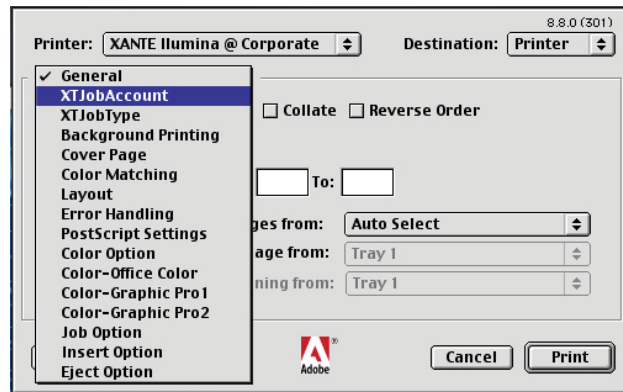 8.8.0 (301)
Printer: XANTE Ilumina @ Corporate Destination: Printer
✓ General
XTJobAccount
XTJobType
Collate Reverse Order
Background Printing
Cover Page
Color Matching
To:
Layout
Error Handling
ges from: Auto Select
PostScript Settings
Color Option
age from: Tray 1
Color-Office Color
ning from: Tray 1
Color-Graphic Pro1
Color-Graphic Pro2
Job Option
Insert Option
Eject Option
Adobe
Cancel Print